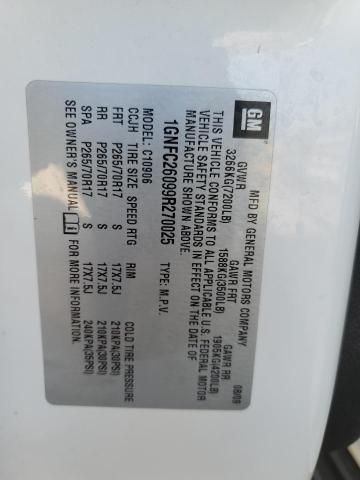 GM
MFD BY GENERAL MOTORS COMPANY 08/09
GVWR GAWR FRT GAWR RR
3266KG(7200LB) 1588KG(3500LB) 1905KG(4200LB)
THIS VEHICLE CONFORMS TO ALL APPLICABLE U.S. FEDERAL MOTOR
VEHICLE SAFETY STANDARDS IN EFFECT ON THE DATE OF
MANUFACTURE SHOWN ABOVE.
1GNFC26099R270025 TYPE: M.P.V.
C10906
CCJH TIRE SIZE SPEED RTG RIM COLD TIRE PRESSURE
FRT P265/70R17 S 17X7.5J 210KPA(30PSI)
RR P265/70R17 S 17X7.5J 210KPA(30PSI)
SPA P265/70R17 S 17X7.5J 240KPA(35PSI)
SEE OWNER'S MANUAL FOR MORE INFORMATION.